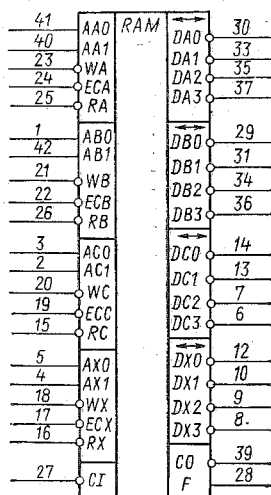 RAM
41 AA0
40 AA1
23 WA
24 ECA
25 RA
1 AB0
42 AB1
21 WB
22 ECB
26 RB
3 AC0
2 AC1
20 WC
19 ECC
15 RC
5 AX0
4 AX1
18 WX
17 ECX
16 RX
27 CI
DA0 30
DA1 33
DA2 35
DA3 37
DB0 29
DB1 31
DB2 34
DB3 36
DC0 14
DC1 13
DC2 7
DC3 6
DX0 12
DX1 10
DX2 9
DX3 8
CO 39
F 28